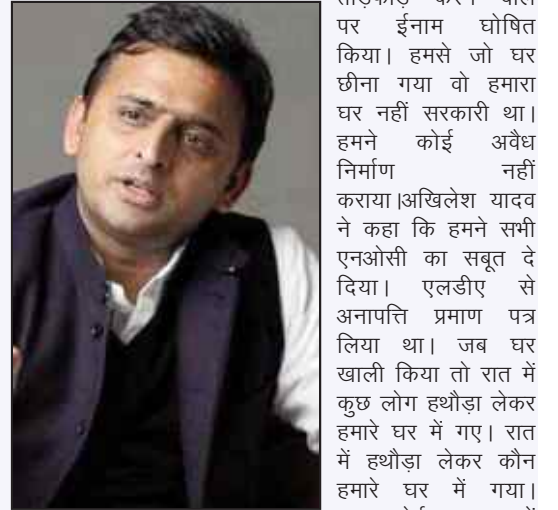 पर ईनाम घोषित
किया। हमसे जो घर
छीना गया वो हमारा
घर नहीं सरकारी था।
हमने कोई अवैध
निर्माण नहीं
कराया।अखिलेश यादव
ने कहा कि हमने सभी
एनओसी का सबूत दे
दिया। एलडीए से
अनापत्ति प्रमाण पत्र
लिया था। जब घर
खाली किया तो रात में
कुछ लोग हथौड़ा लेकर
हमारे घर में गए। रात
में हथौड़ा लेकर कौन
हमारे घर में गया।